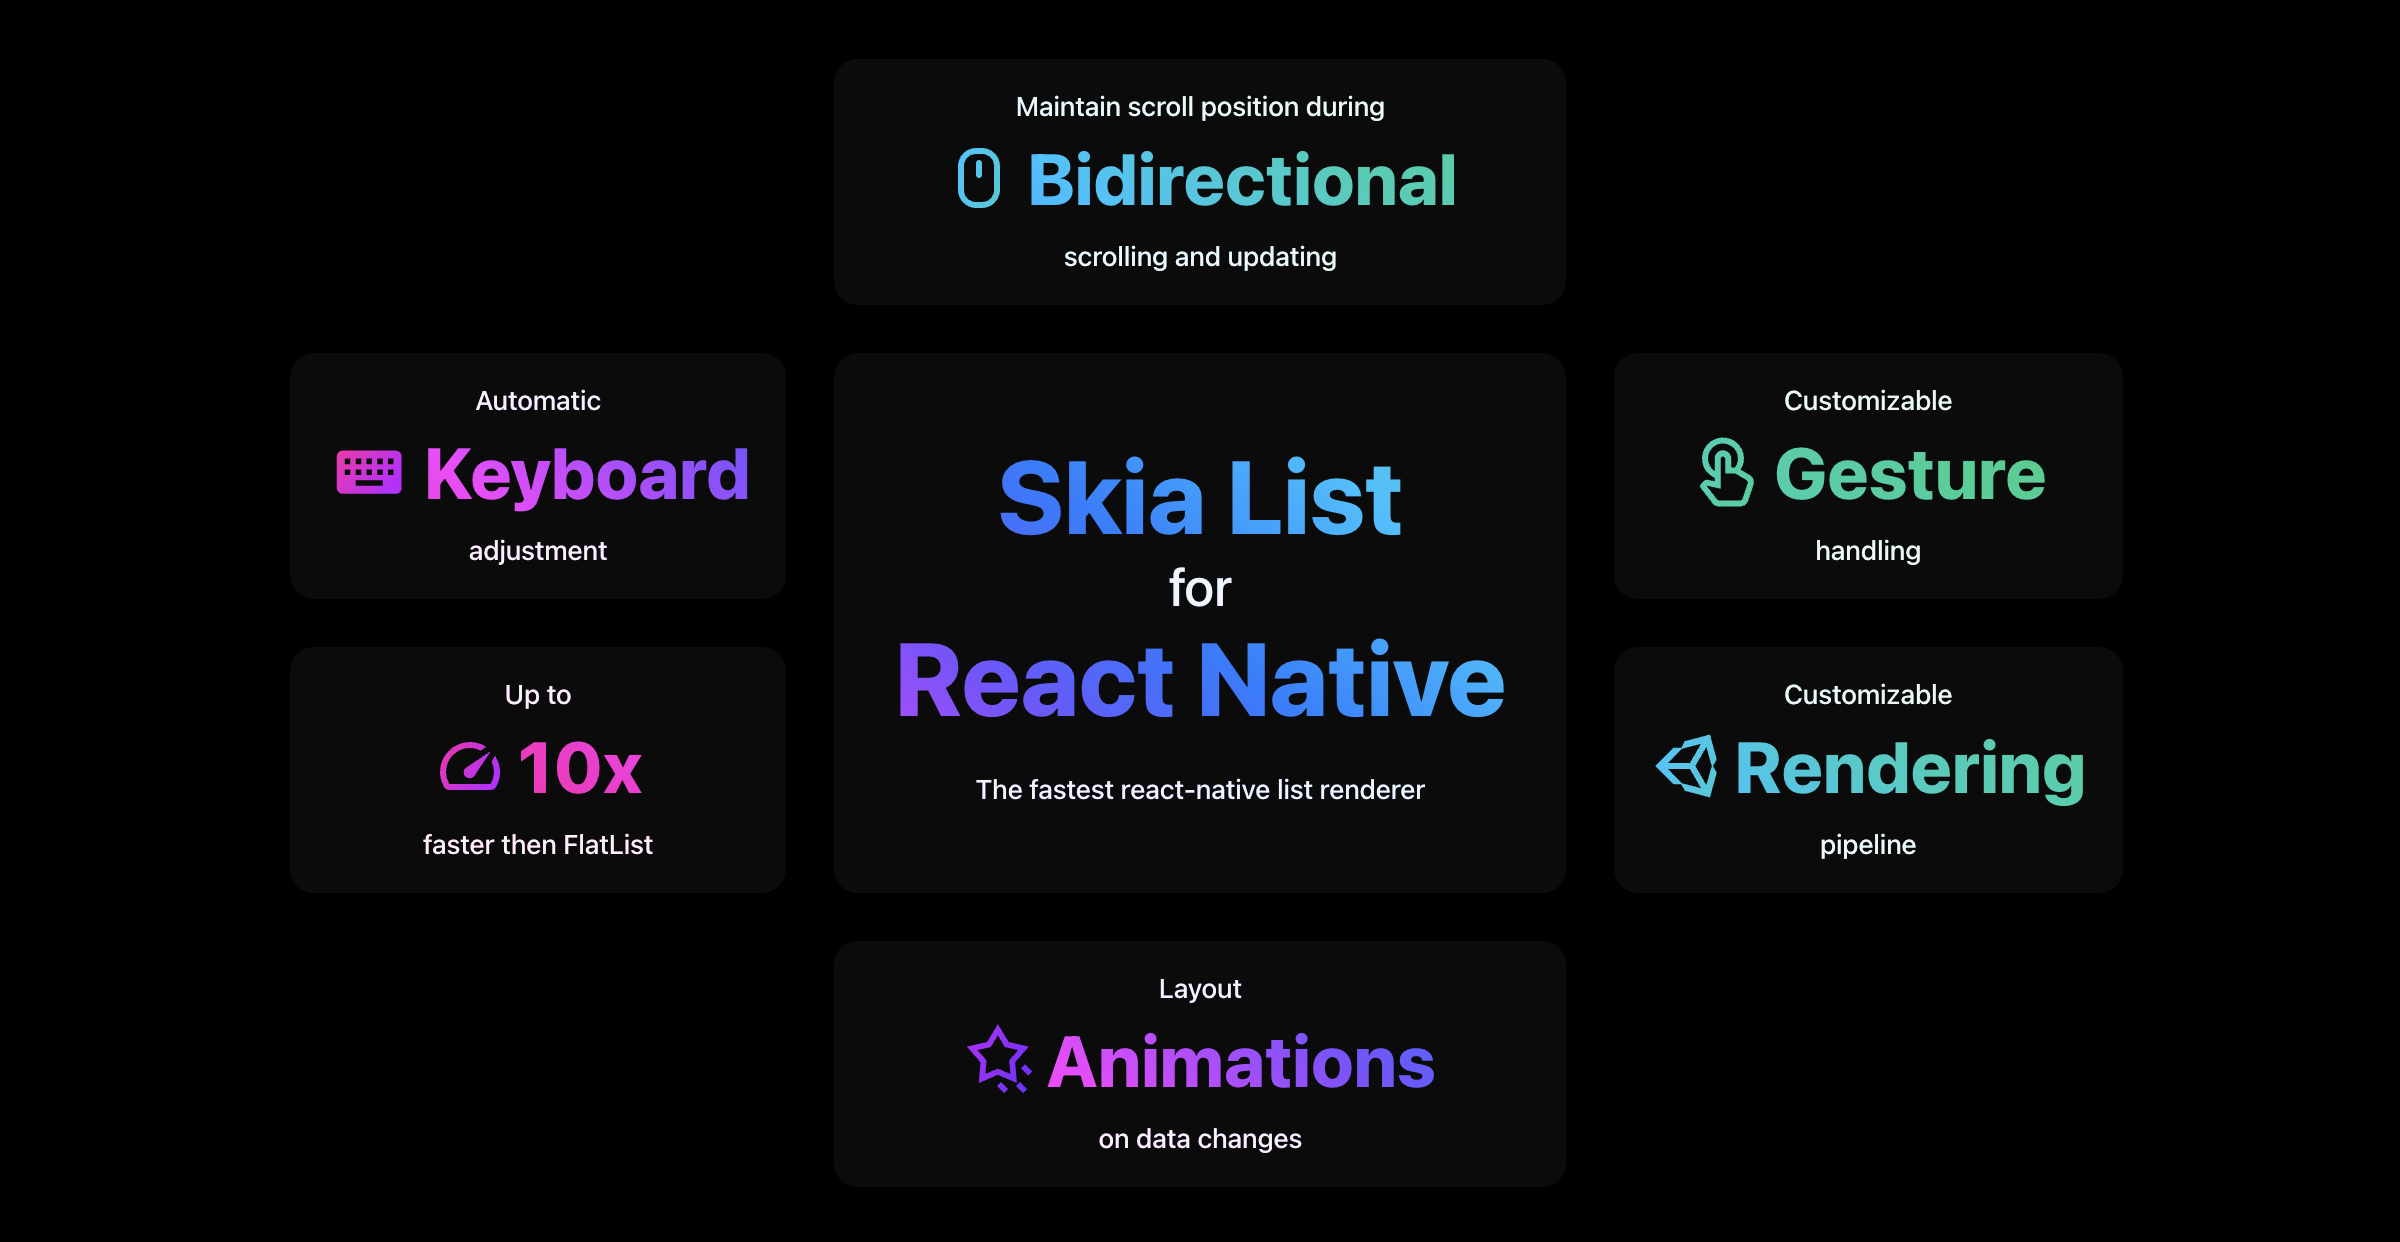 Maintain scroll position during
Bidirectional
scrolling and updating
Automatic
Keyboard
adjustment
Skia List
for
React Native
The fastest react-native list renderer
Customizable
Gesture
handling
Up to
10x
faster then FlatList
Customizable
Rendering
pipeline
Layout
Animations
on data changes